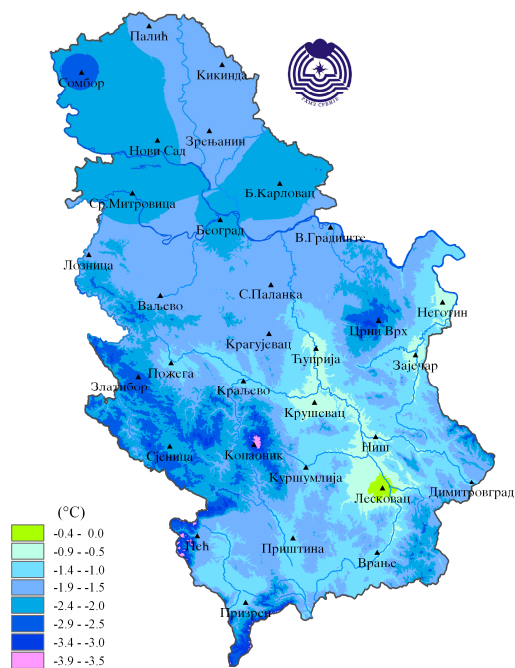 Палић
Кикинда
Сомбор
РХМЗ СРБИЈЕ
Зрењанин
Нови Сад
Б.Карловац
Ср.Митровица
Београд
В.Градиште
Лозница
С.Паланка
Ваљево
Неготин
Црни Врх
Крагујевац
Ћуприја
Зајечар
Пожега
Златибор
Краљево
Крушевац
Ниш
Сјеница
Копаоник
Куршумлија
Лесковац
Димитровград
Пећ
Приштина
Врање
Призрен
(°C)
-0.4 - 0.0
-0.9 - -0.5
-1.4 - -1.0
-1.9 - -1.5
-2.4 - -2.0
-2.9 - -2.5
-3.4 - -3.0
-3.9 - -3.5